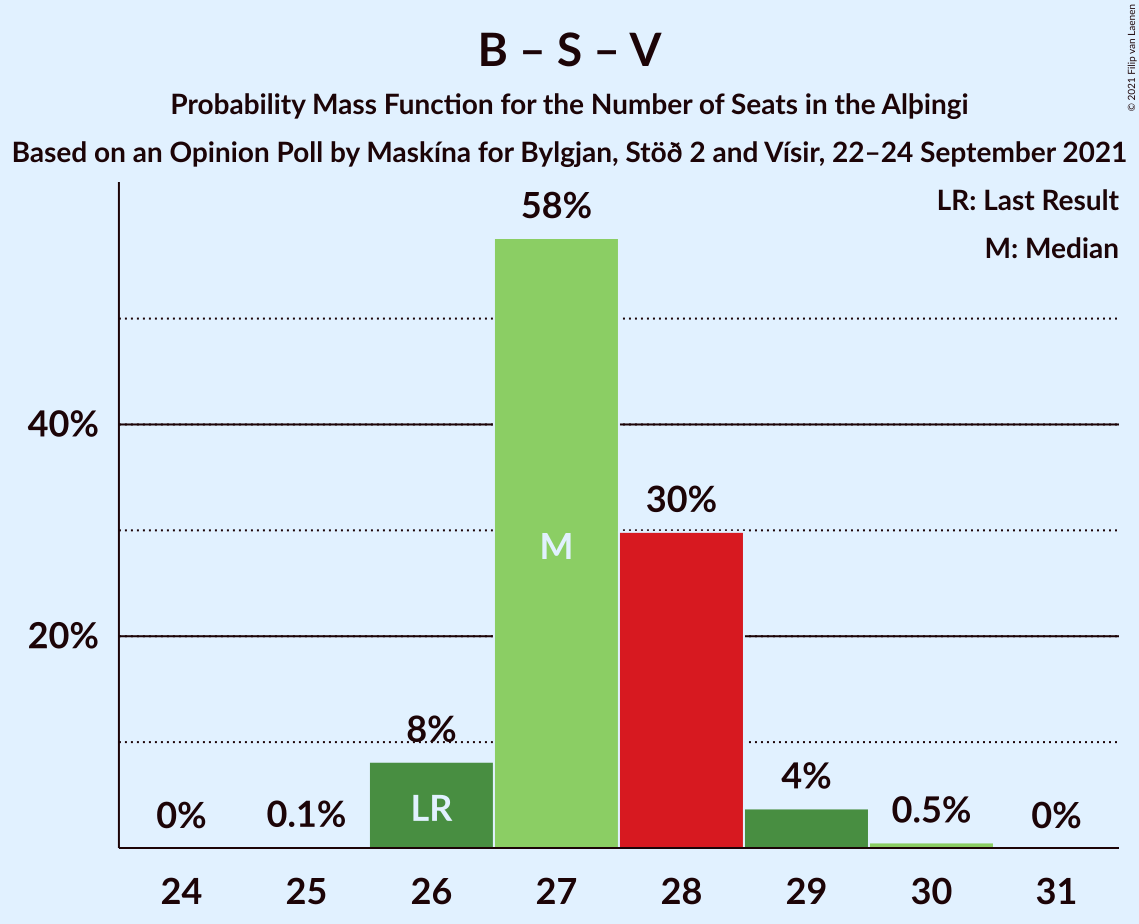 B – S – V
Probability Mass Function for the Number of Seats in the Alþingi
Based on an Opinion Poll by Maskína for Bylgjan, Stöð 2 and Vísir, 22–24 September 2021
© 2021 Filip van Laenen
LR: Last Result
M: Median
58%
40%
30%
M
20%
8%
4%
LR
0%
0.1%
0.5%
0%
24 25 26 27 28 29 30 31